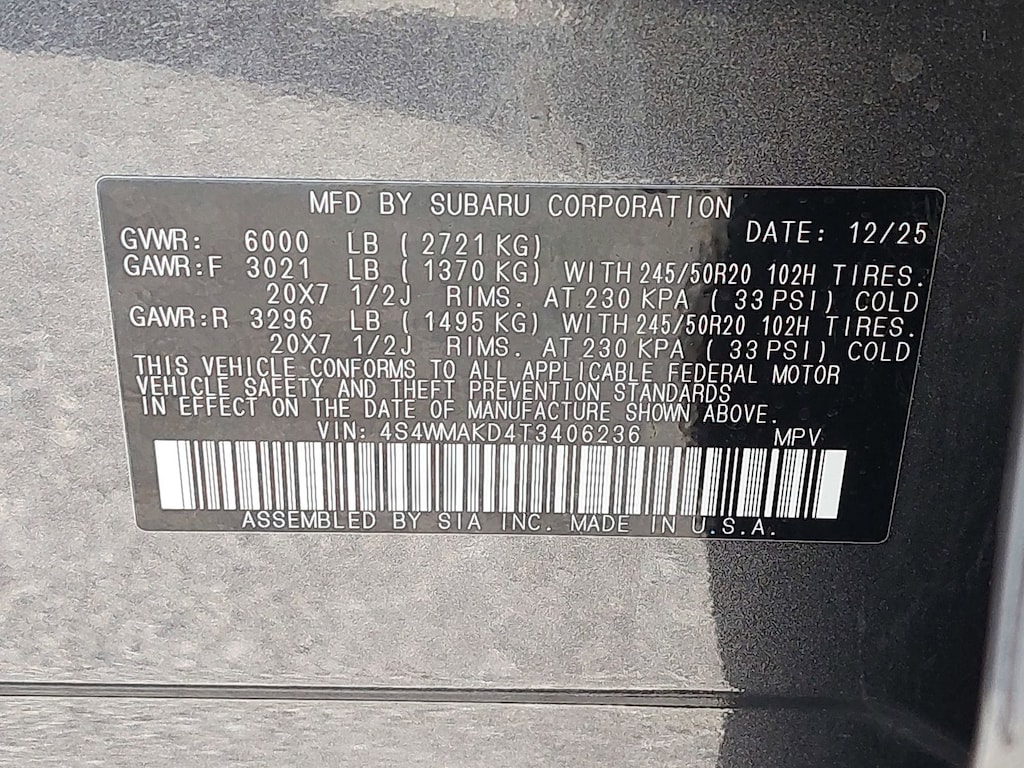 MFD BY SUBARU CORPORATION
DATE: 12/25
GVWR: 6000 LB (2721KG)
GAWR:F 3021 LB (1370 KG) WITH 245/50R20 102H TIRES.
20X7 1/2J RIMS. AT 230 KPA (33 PSI) COLD
GAWR:R 3296 LB (1495 KG) WITH 245/50R20 102H TIRES.
20X7 1/2J RIMS. AT 230 KPA (33 PSI) COLD
THIS VEHICLE CONFORMS TO ALL APPLICABLE FEDERAL MOTOR
VEHICLE SAFETY AND THEFT PREVENTION STANDARDS
IN EFFECT ON THE DATE OF MANUFACTURE SHOWN ABOVE.
VIN: 4S4WMAKD4T3406236 MPV
ASSEMBLED BY SIA INC. MADE IN U.S.A.